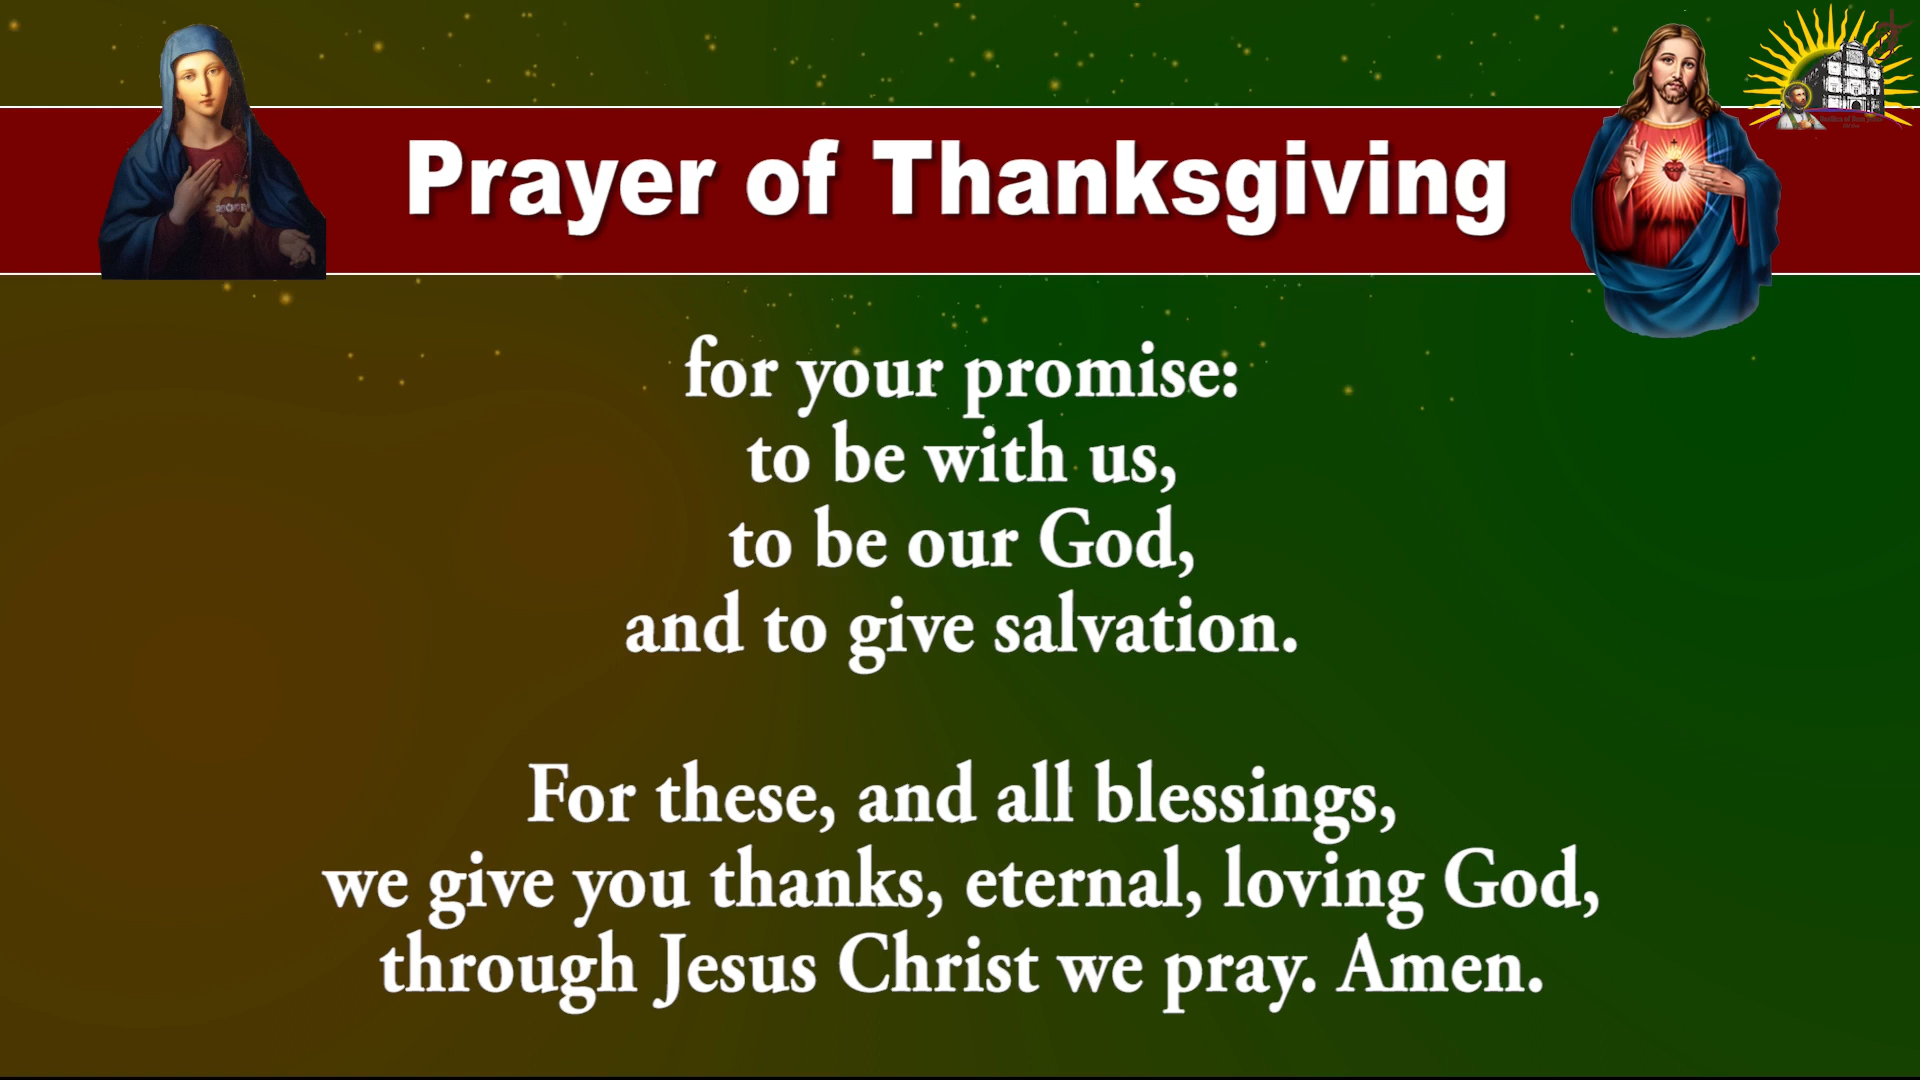 Prayer of Thanksgiving
for your promise:
to be with us,
to be our God,
and to give salvation.
For these, and all blessings,
we give you thanks, eternal, loving God,
through Jesus Christ we pray. Amen.